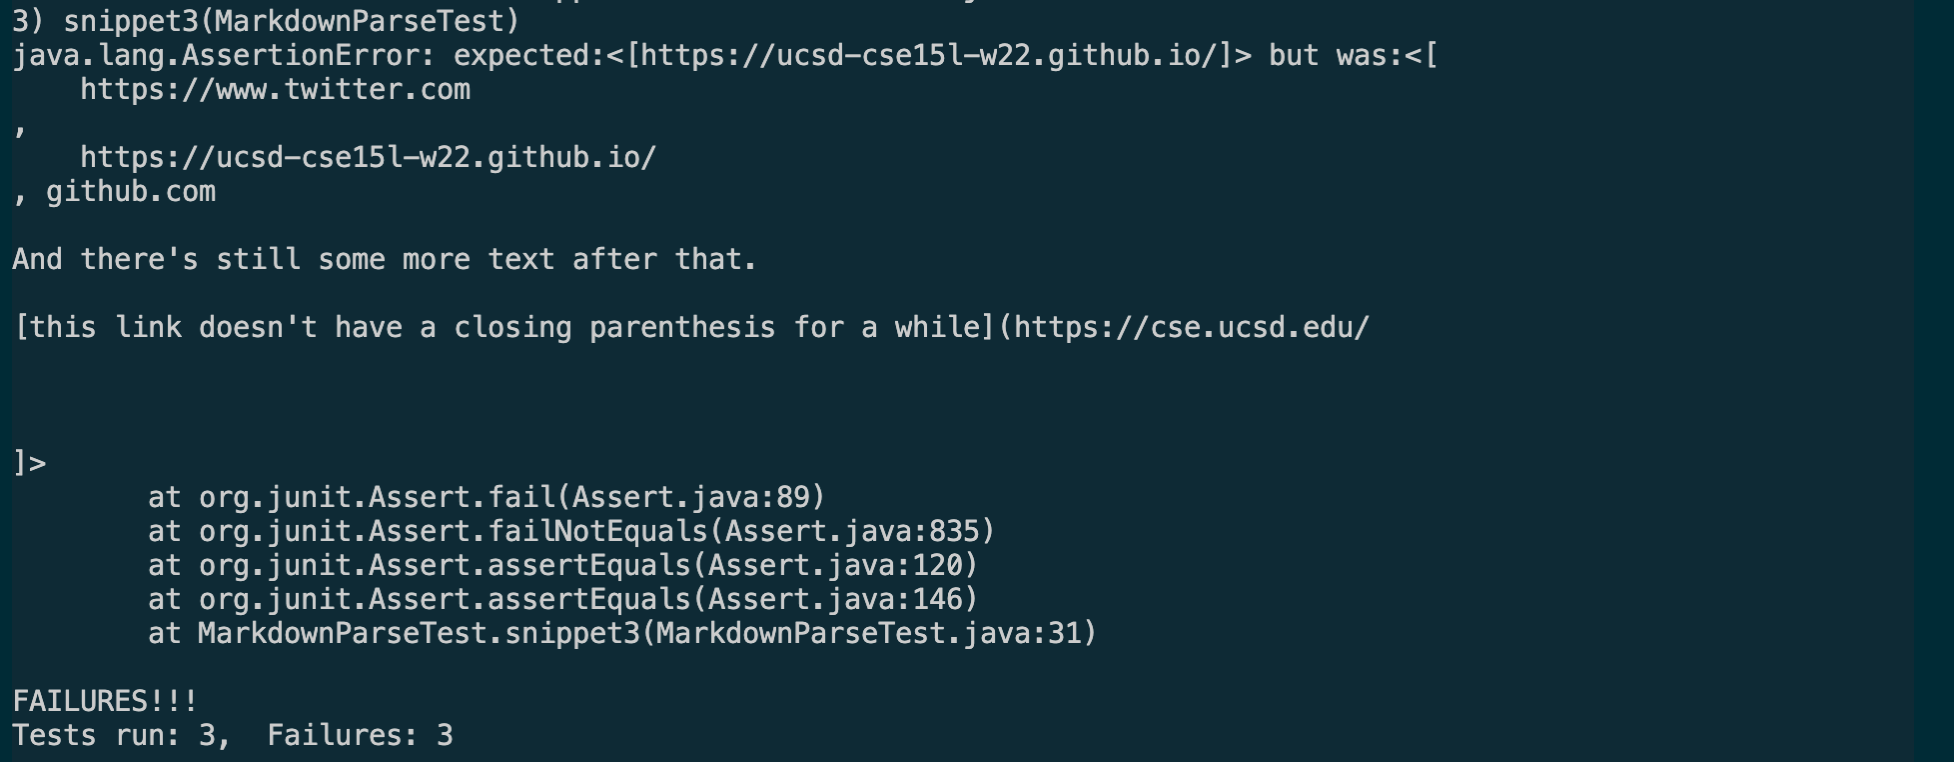 3) snippet3(MarkdownParseTest)
java.lang.AssertionError: expected:<[https://ucsd-cse15l-w22.github.io/]> but was:<[
    https://www.twitter.com
,
    https://ucsd-cse15l-w22.github.io/
, github.com

And there's still some more text after that.

[this link doesn't have a closing parenthesis for a while](https://cse.ucsd.edu/



]>
        at org.junit.Assert.fail(Assert.java:89)
        at org.junit.Assert.failNotEquals(Assert.java:835)
        at org.junit.Assert.assertEquals(Assert.java:120)
        at org.junit.Assert.assertEquals(Assert.java:146)
        at MarkdownParseTest.snippet3(MarkdownParseTest.java:31)

FAILURES!!!
Tests run: 3,  Failures: 3